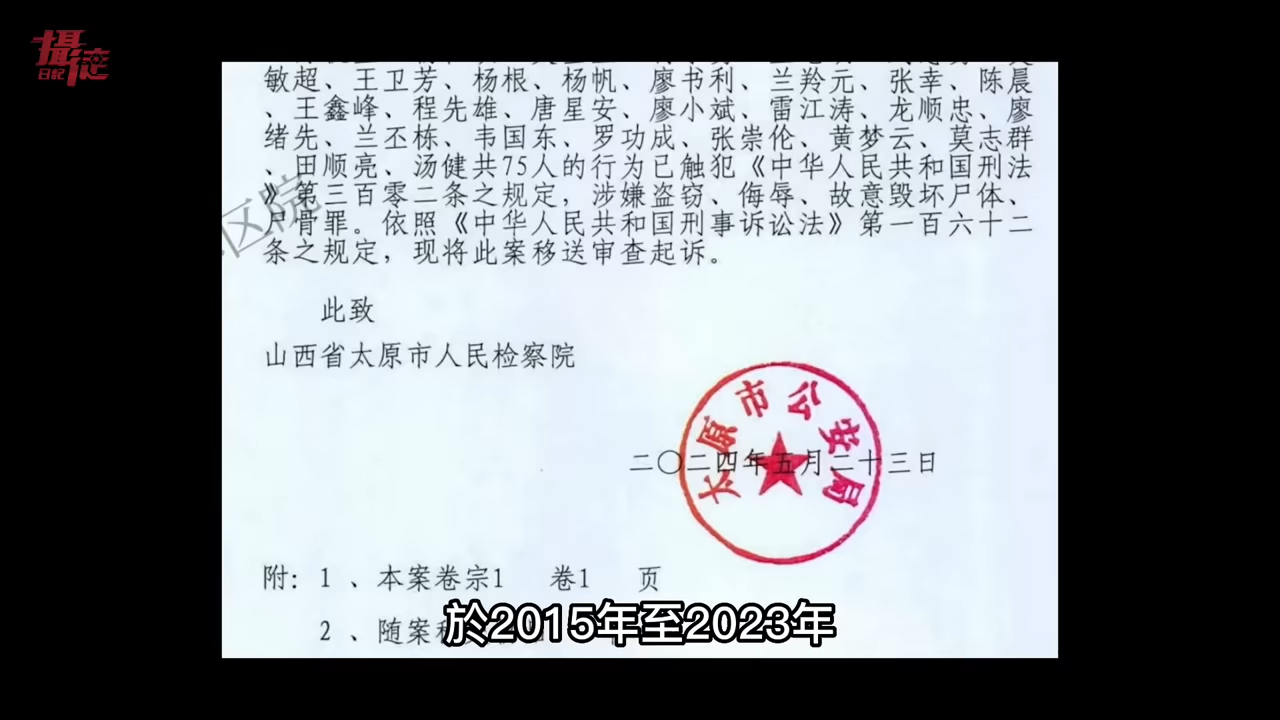 攝徒
日記
敏超、王卫芳、杨根、杨帆、廖书利、兰羚元、张幸、陈晨
、王鑫峰、程先雄、唐星安、廖小斌、雷江涛、龙顺忠、廖
绪先、兰丕栋、韦国东、罗功成、张崇伦、黄梦云、莫志群
、田顺亮、汤健共75人的行为已触犯《中华人民共和国刑法
》第三百零二条之规定，涉嫌盗窃、侮辱、故意毁坏尸体、
尸骨罪。依照《中华人民共和国刑事诉讼法》第一百六十二
条之规定，现将此案移送审查起诉。
区院
此致
山西省太原市人民检察院
太原市公安局
二〇二四年五月二十三日
附：1、本案卷宗1 卷1 页
2、随案移
於2015年至2023年